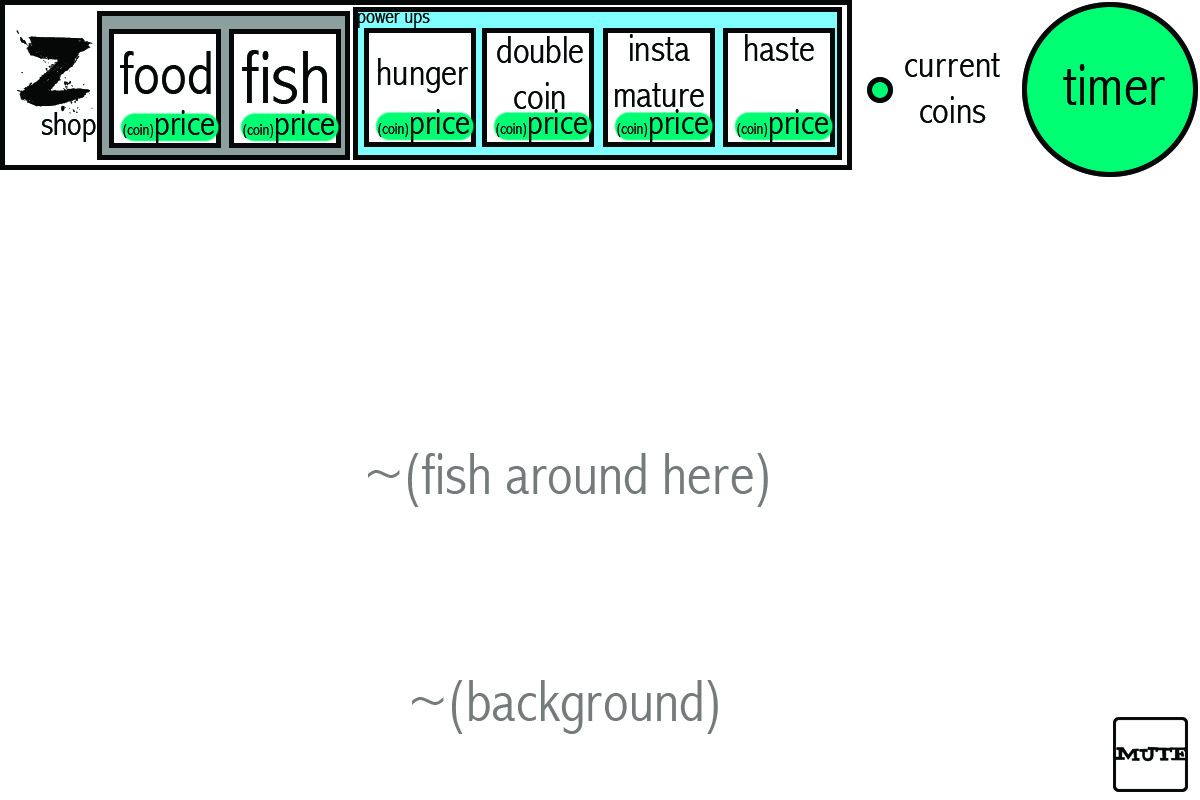 Z
shop
food
(coin)price
fish
(coin)price
power ups
hunger
(coin)price
double
coin
(coin)price
insta
mature
(coin)price
haste
(coin)price
current
coins
timer
~(fish around here)
~(background)
MUTE